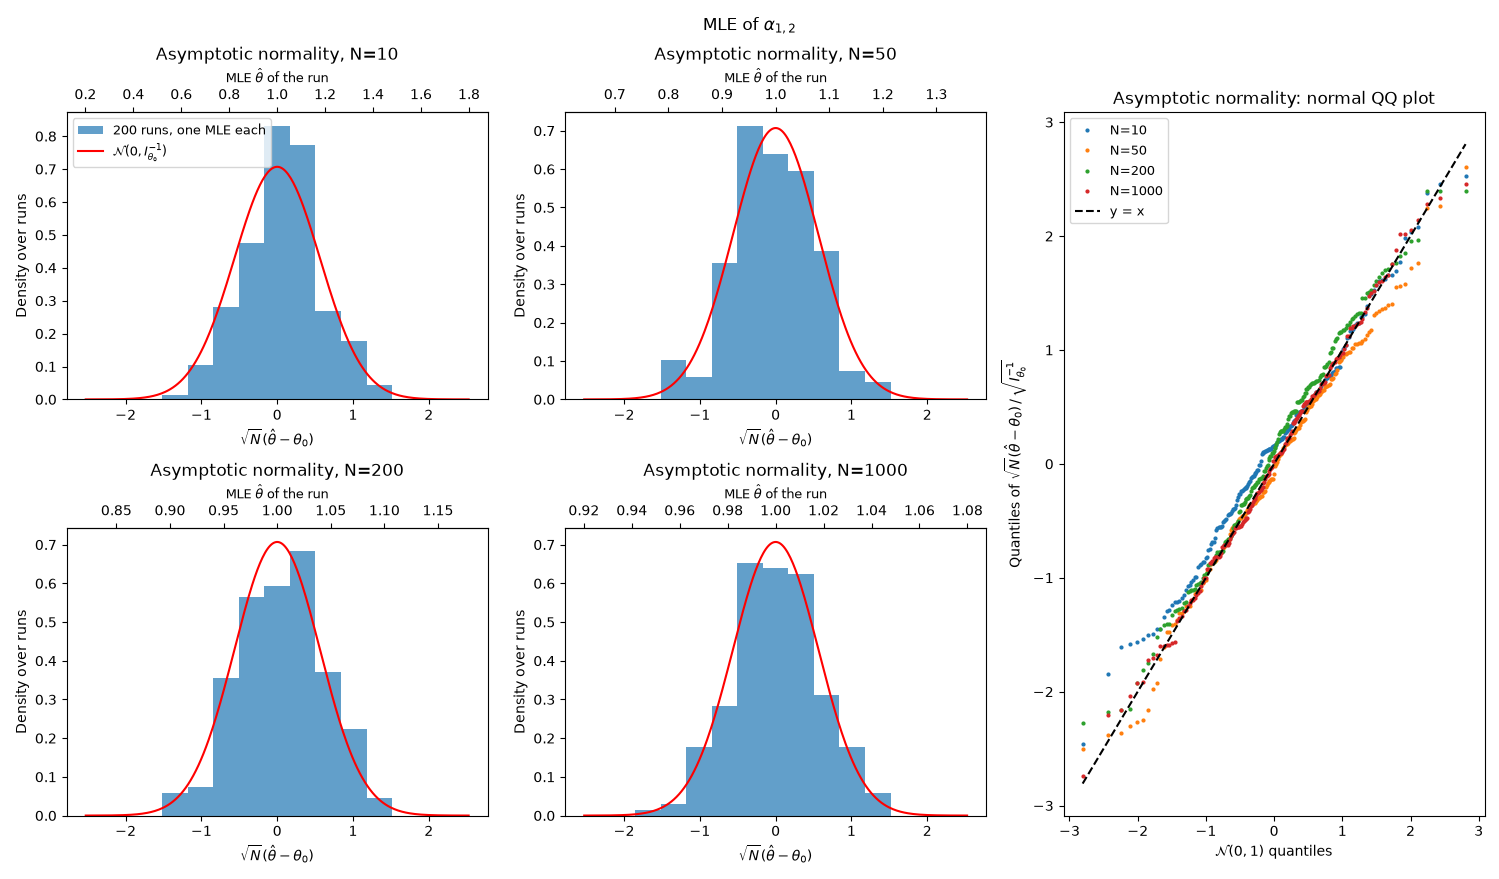 MLE of α₁,₂
Asymptotic normality, N=10
MLE θ̂ of the run
0.2 0.4 0.6 0.8 1.0 1.2 1.4 1.6 1.8
200 runs, one MLE each
𝒩(0, I_{θ₀}^{-1})
Density over runs
0.8
0.7
0.6
0.5
0.4
0.3
0.2
0.1
0.0
−2 −1 0 1 2
√N(θ̂ − θ₀)
Asymptotic normality, N=50
MLE θ̂ of the run
0.7 0.8 0.9 1.0 1.1 1.2 1.3
Density over runs
0.7
0.6
0.5
0.4
0.3
0.2
0.1
0.0
−2 −1 0 1 2
√N(θ̂ − θ₀)
Asymptotic normality, N=200
MLE θ̂ of the run
0.85 0.90 0.95 1.00 1.05 1.10 1.15
Density over runs
0.7
0.6
0.5
0.4
0.3
0.2
0.1
0.0
−2 −1 0 1 2
√N(θ̂ − θ₀)
Asymptotic normality, N=1000
MLE θ̂ of the run
0.92 0.94 0.96 0.98 1.00 1.02 1.04 1.06 1.08
Density over runs
0.7
0.6
0.5
0.4
0.3
0.2
0.1
0.0
−2 −1 0 1 2
√N(θ̂ − θ₀)
Asymptotic normality: normal QQ plot
N=10
N=50
N=200
N=1000
y = x
Quantiles of √N(θ̂ − θ₀) / √(I_{θ₀}^{-1})
3
2
1
0
−1
−2
−3
−3 −2 −1 0 1 2 3
𝒩(0, 1) quantiles